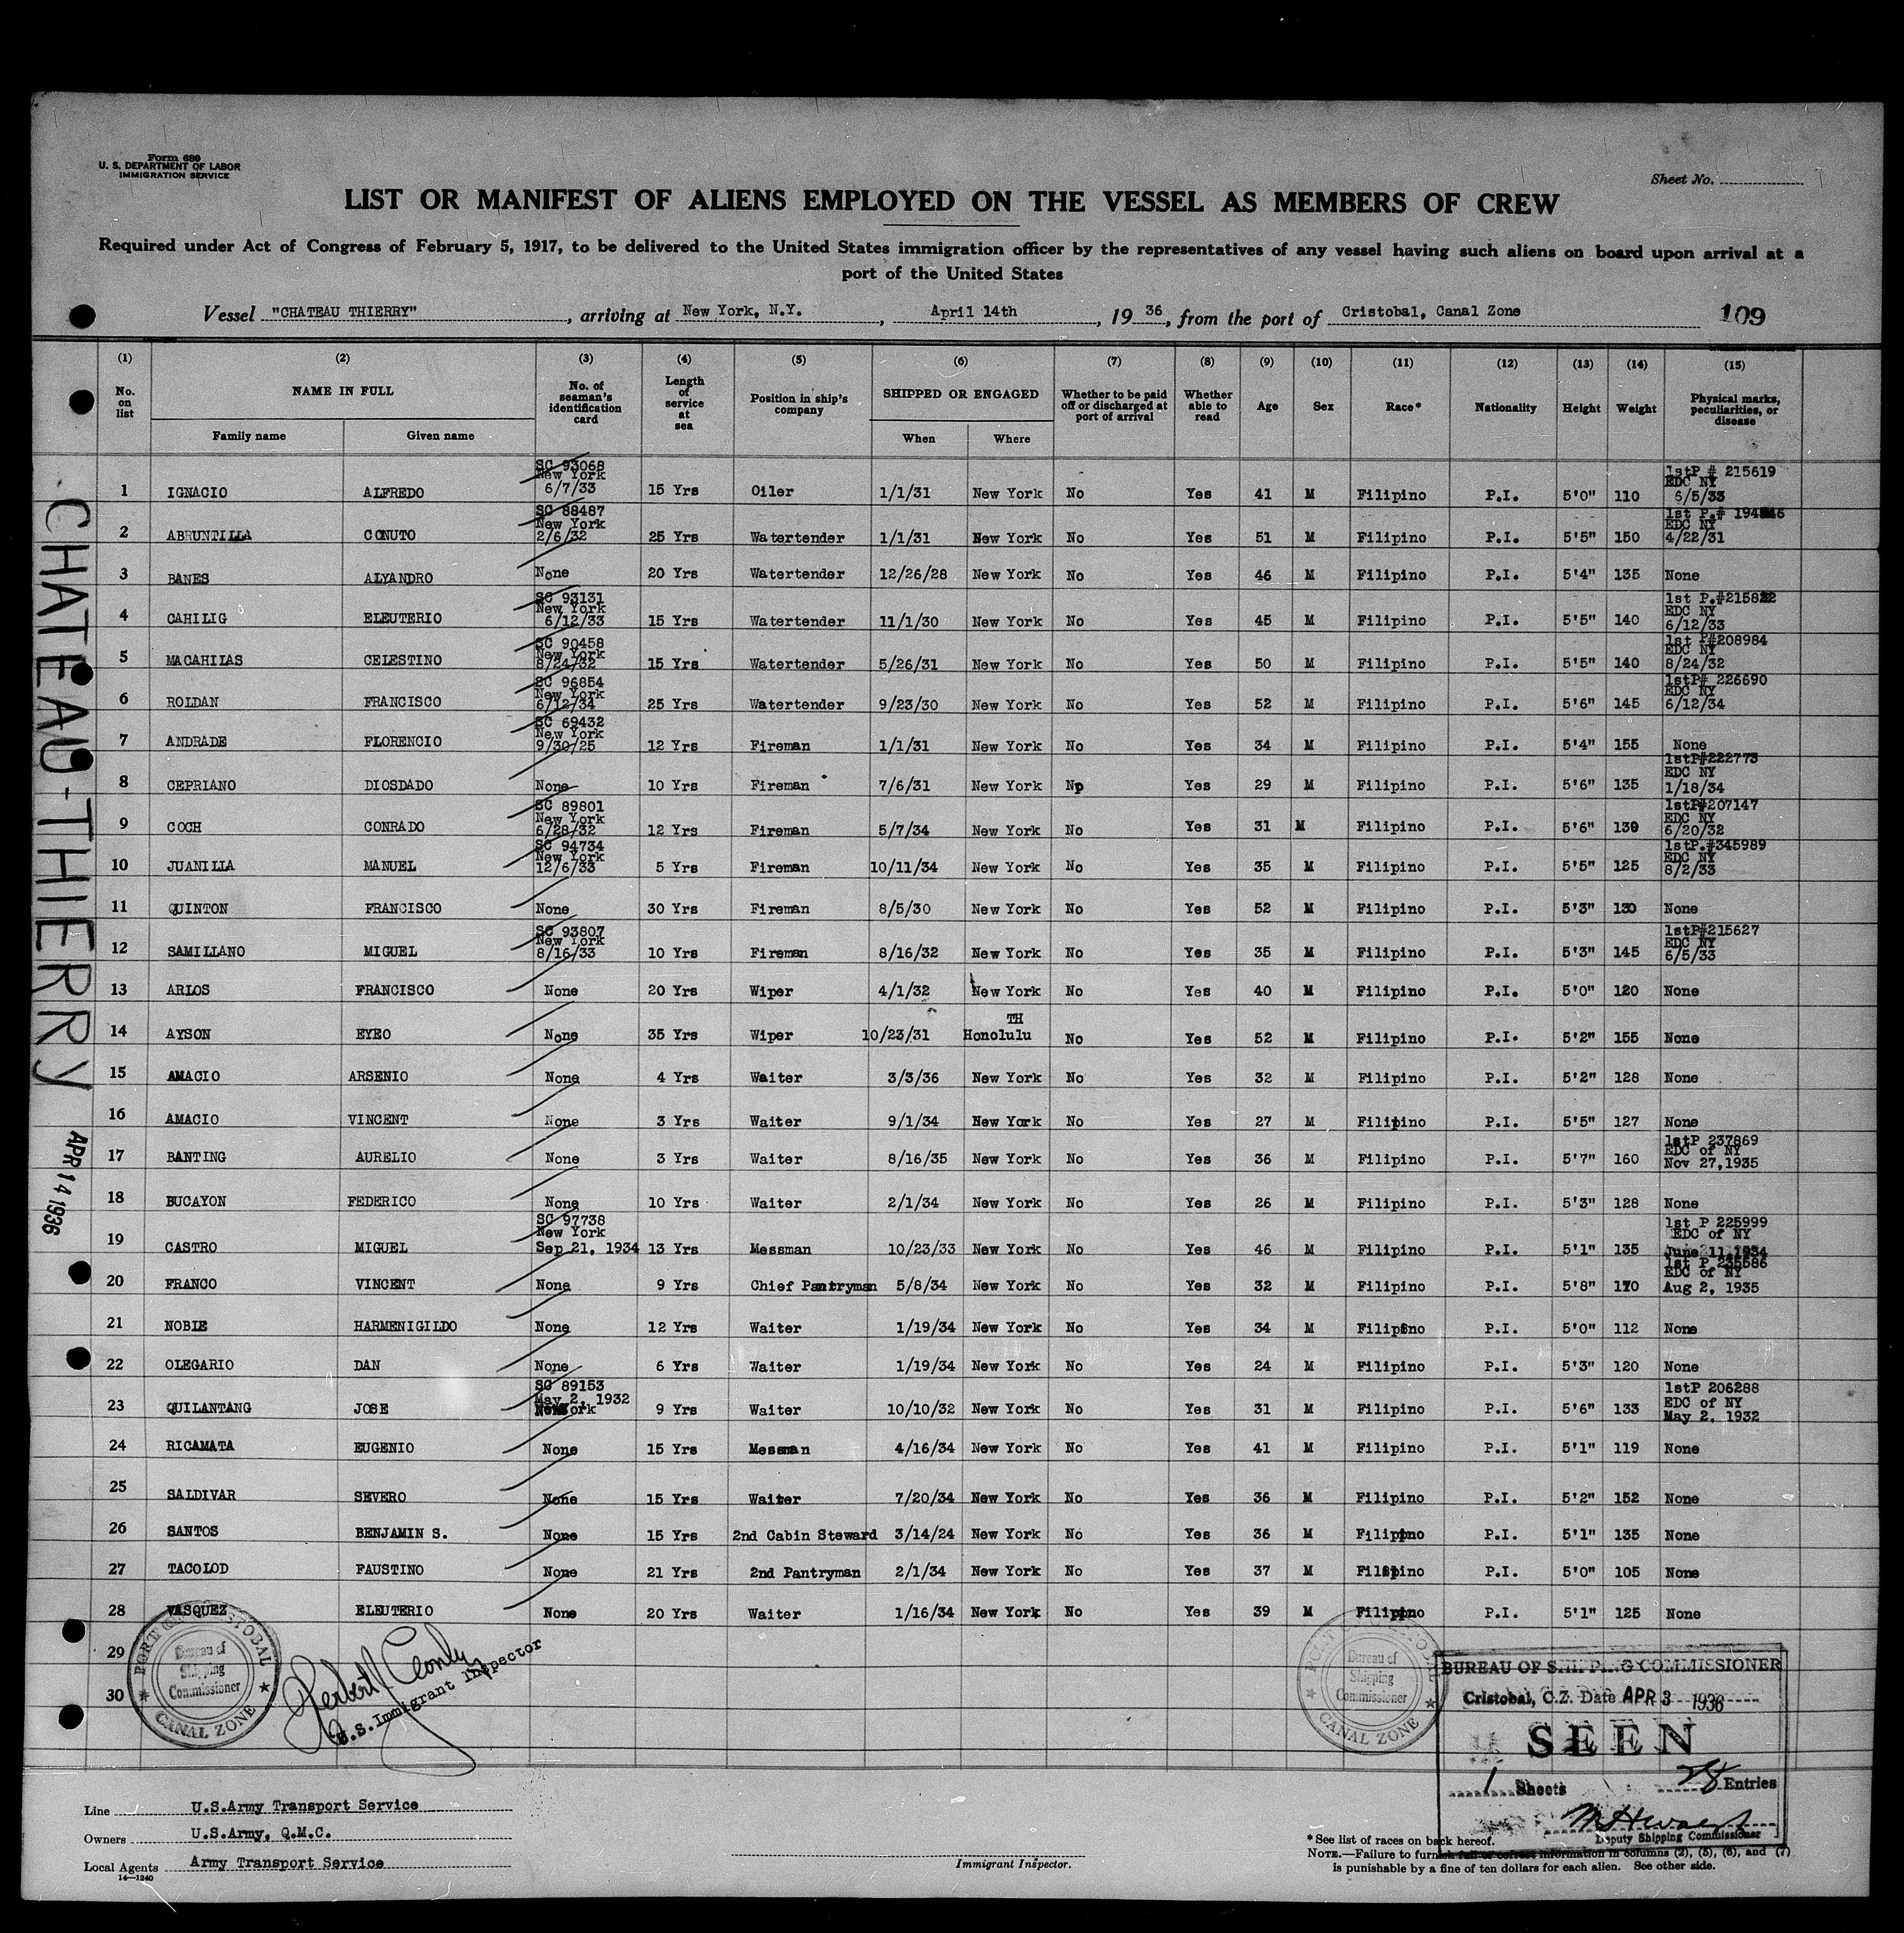 Form 680
U. S. DEPARTMENT OF LABOR
IMMIGRATION SERVICE
Sheet No.
LIST OR MANIFEST OF ALIENS EMPLOYED ON THE VESSEL AS MEMBERS OF CREW
Required under Act of Congress of February 5, 1917, to be delivered to the United States immigration officer by the representatives of any vessel having such aliens on board upon arrival at a
port of the United States
Vessel "CHATEAU THIERRY", arriving at New York, N.Y., April 14th, 1936, from the port of Cristobal, Canal Zone 109
(1) (2) (3) (4) (5) (6) (7) (8) (9) (10) (11) (12) (13) (14) (15)
No. on list NAME IN FULL Family name Given name No. of seaman's identification card Length of service at sea Position in ship's company SHIPPED OR ENGAGED When Where Whether to be paid off or discharged at port of arrival Whether able to read Age Sex Race* Nationality Height Weight Physical marks, peculiarities, or disease
1 IGNACIO ALFREDO SC 93068 New York 6/7/33 15 Yrs Oiler 1/1/31 New York No Yes 41 M Filipino P.I. 5'0" 110 1stP.# 215619 EDC NY 6/5/33
2 ABRUNTILLA CONUTO SC 88487 New York 2/6/32 25 Yrs Watertender 1/1/31 New York No Yes 51 M Filipino P.I. 5'5" 150 1st P.# EDC NY 4/22/31
3 BANES ALYANDRO None 20 Yrs Watertender 12/26/28 New York No Yes 46 M Filipino P.I. 5'4" 135 None
4 CAHILIG ELEUTERIO SC 93131 New York 6/12/33 15 Yrs Watertender 11/1/30 New York No Yes 45 M Filipino P.I. 5'5" 140 1st EDC NY 6/12/33
5 MACAHILAS CELESTINO SC 90458 New York 8/24/32 15 Yrs Watertender 5/26/31 New York No Yes 50 M Filipino P.I. 5'5" 140 1st P#208984 EDC NY 8/24/32
6 ROLDAN FRANCISCO SC 96854 New York 6/12/34 25 Yrs Watertender 9/23/30 New York No Yes 52 M Filipino P.I. 5'6" 145 1stP# 226690 EDC NY 6/12/34
7 ANDRADE FLORENCIO SC 69432 New York 9/30/25 12 Yrs Fireman 1/1/31 New York No Yes 34 M Filipino P.I. 5'4" 155 None
8 CEPRIANO DIOSDADO None 10 Yrs Fireman 7/6/31 New York No Yes 29 M Filipino P.I. 5'6" 135 1stP#222773 EDC NY 1/18/34
9 COCH CONRADO SC 89801 New York 6/28/32 12 Yrs Fireman 5/7/34 New York No Yes 31 M Filipino P.I. 5'6" 130 1stP#207147 EDC NY 6/20/32
10 JUANILLA MANUEL SC 94734 New York 12/6/33 5 Yrs Fireman 10/11/34 New York No Yes 35 M Filipino P.I. 5'5" 125 1stP.#345989 EDC NY 8/2/33
11 QUINTON FRANCISCO None 30 Yrs Fireman 8/5/30 New York No Yes 52 M Filipino P.I. 5'3" 130 None
12 SAMILLANO MIGUEL SC 93807 New York 8/16/33 10 Yrs Fireman 8/16/32 New York No Yes 35 M Filipino P.I. 5'3" 145 1stP#215627 EDC NY 6/5/33
13 ARLOS FRANCISCO None 20 Yrs Wiper 4/1/32 New York No Yes 40 M Filipino P.I. 5'0" 120 None
14 AYSON EYEO None 35 Yrs Wiper 10/23/31 Honolulu TH No Yes 52 M Filipino P.I. 5'2" 155 None
15 AMACIO ARSENIO None 4 Yrs Waiter 3/3/36 New York No Yes 32 M Filipino P.I. 5'2" 128 None
16 AMACIO VINCENT None 3 Yrs Waiter 9/1/34 New York No Yes 27 M Filipino P.I. 5'5" 127 None
17 BANTING AURELIO None 3 Yrs Waiter 8/16/35 New York No Yes 36 M Filipino P.I. 5'7" 160 1stP 237869 EDC of NY Nov 27,1935
18 BUCAYON FEDERICO None 10 Yrs Waiter 2/1/34 New York No Yes 26 M Filipino P.I. 5'3" 128 None
19 CASTRO MIGUEL SC 97738 New York Sep 21, 1934 13 Yrs Messman 10/23/33 New York No Yes 46 M Filipino P.I. 5'1" 135 1st P 225999 EDC of NY June 11,1934
20 FRANCO VINCENT None 9 Yrs Chief Pantryman 5/8/34 New York No Yes 32 M Filipino P.I. 5'8" 170 1st P 235586 EDC of NY Aug 2, 1935
21 NOBLE HARMENIGILDO None 12 Yrs Waiter 1/19/34 New York No Yes 34 M Filipino P.I. 5'0" 112 None
22 OLEGARIO DAN None 6 Yrs Waiter 1/19/34 New York No Yes 24 M Filipino P.I. 5'3" 120 None
23 QUILANTANG JOSE SC 89153 May 2, 1932 New York 9 Yrs Waiter 10/10/32 New York No Yes 31 M Filipino P.I. 5'6" 133 1stP 206288 EDC of NY May 2, 1932
24 RICAMATA EUGENIO None 15 Yrs Messman 4/16/34 New York No Yes 41 M Filipino P.I. 5'1" 119 None
25 SALDIVAR SEVERO None 15 Yrs Waiter 7/20/34 New York No Yes 36 M Filipino P.I. 5'2" 152 None
26 SANTOS BENJAMIN S. None 15 Yrs 2nd Cabin Steward 3/14/24 New York No Yes 36 M Filipino P.I. 5'1" 135 None
27 TACOLOD FAUSTINO None 21 Yrs 2nd Pantryman 2/1/34 New York No Yes 37 M Filipino P.I. 5'0" 105 None
28 VASQUEZ ELEUTERIO None 20 Yrs Waiter 1/16/34 New York No Yes 39 M Filipino P.I. 5'1" 125 None
29
30
CHATEAU-THIERRY
APR 14 1936
PORT OF CRISTOBAL
Bureau of
Shipping
Commissioner
CANAL ZONE
U.S. Immigrant Inspector
Bureau of
Shipping
Commissioner
CANAL ZONE
BUREAU OF SHIPPING COMMISSIONER
Cristobal, C.Z. Date APR 3 1936
SEEN
1 Sheets 28 Entries
Deputy Shipping Commissioner
Line U.S.Army Transport Service
Owners U.S.Army, Q.M.C.
Local Agents Army Transport Service
14—1240
Immigrant Inspector.
*See list of races on back hereof.
NOTE.—Failure to furnish full or correct information in columns (2), (5), (6), and (7)
is punishable by a fine of ten dollars for each alien. See other side.